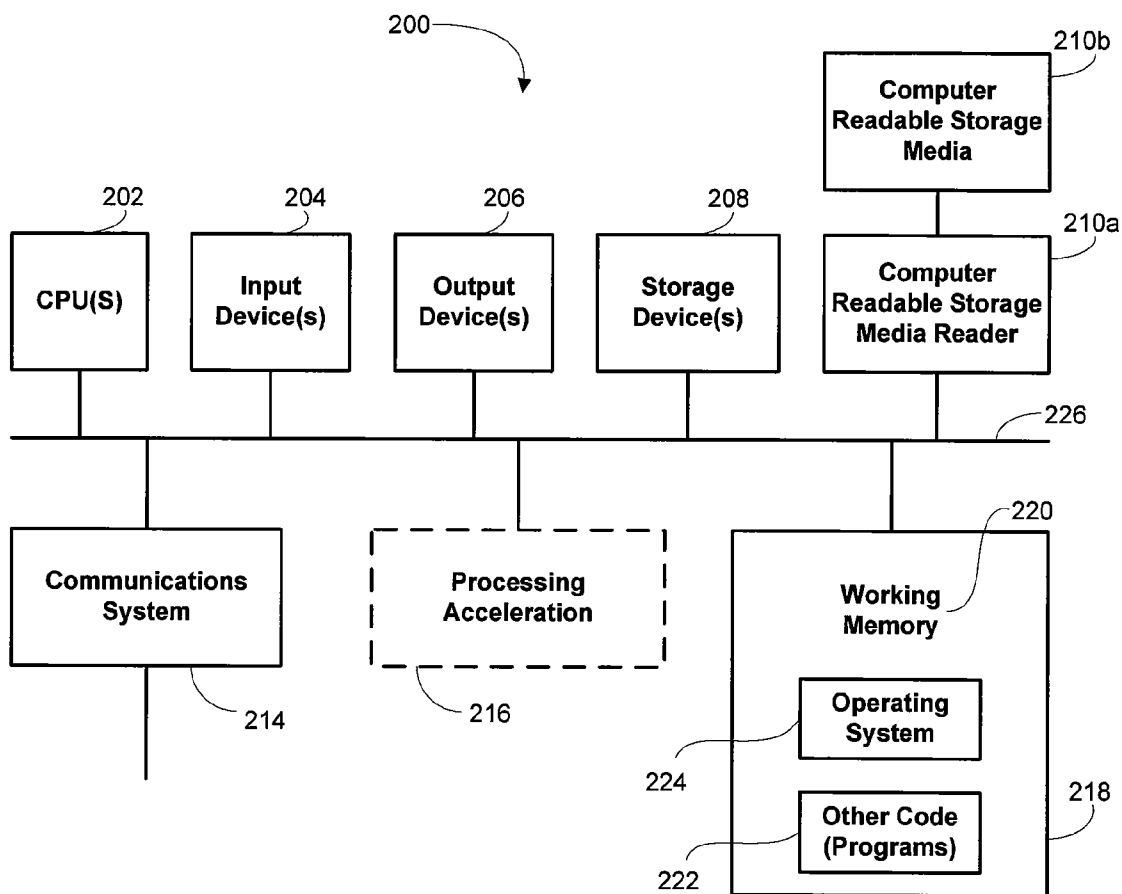 200
210b
Computer
Readable Storage
Media
202
204
206
208
210a
CPU(S)
Input
Device(s)
Output
Device(s)
Storage
Device(s)
Computer
Readable Storage
Media Reader
226
220
Communications
System
Processing
Acceleration
Working
Memory
214
216
Operating
System
224
218
Other Code
(Programs)
222